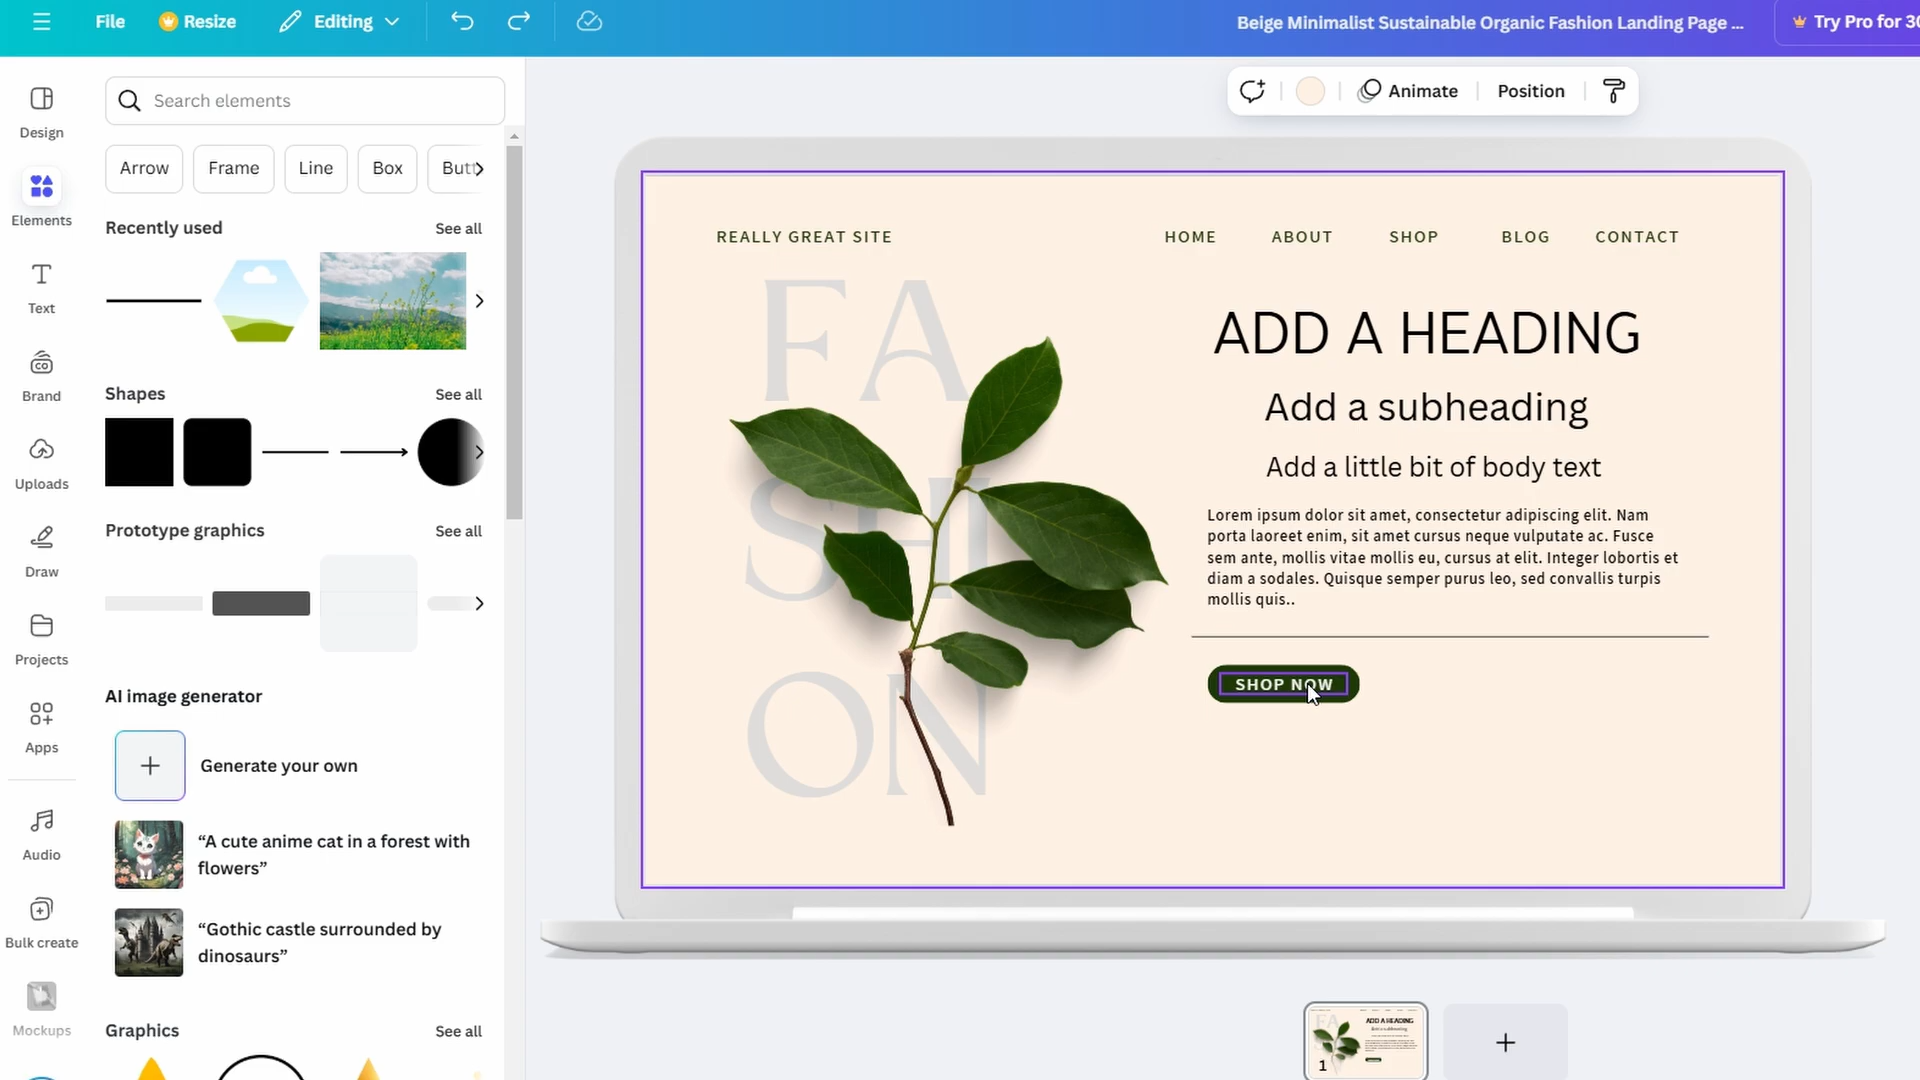 File
Resize
Editing
Beige Minimalist Sustainable Organic Fashion Landing Page ...
Try Pro for 30
Design
Elements
Text
Brand
Uploads
Draw
Projects
Apps
Audio
Bulk create
Mockups
Search elements
Arrow
Frame
Line
Box
Recently used
See all
Shapes
See all
Prototype graphics
See all
AI image generator
Generate your own
“A cute anime cat in a forest with
flowers”
“Gothic castle surrounded by
dinosaurs”
Graphics
See all
Animate
Position
REALLY GREAT SITE
HOME
ABOUT
SHOP
BLOG
CONTACT
FA
SHI
ON
ADD A HEADING
Add a subheading
Add a little bit of body text
Lorem ipsum dolor sit amet, consectetur adipiscing elit. Nam
porta laoreet enim, sit amet cursus neque vulputate ac. Fusce
sem ante, mollis vitae mollis eu, cursus at elit. Integer lobortis et
diam a sodales. Quisque semper purus leo, sed convallis turpis
mollis quis..
SHOP NOW
ADD A HEADING
1